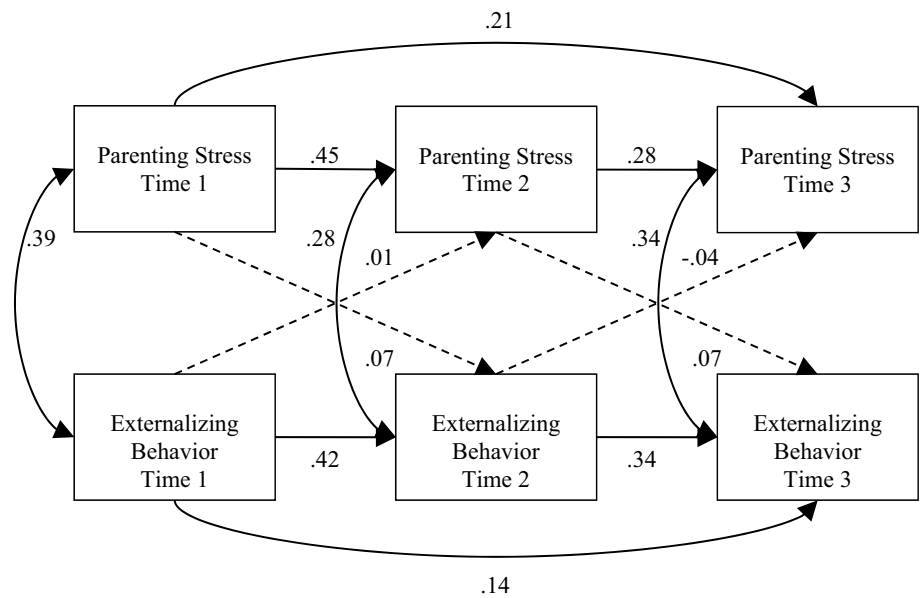 .21
Parenting Stress
Time 1
.45
Parenting Stress
Time 2
.28
Parenting Stress
Time 3
.39
.28
.01
.34
-.04
.07
.07
Externalizing
Behavior
Time 1
.42
Externalizing
Behavior
Time 2
.34
Externalizing
Behavior
Time 3
.14